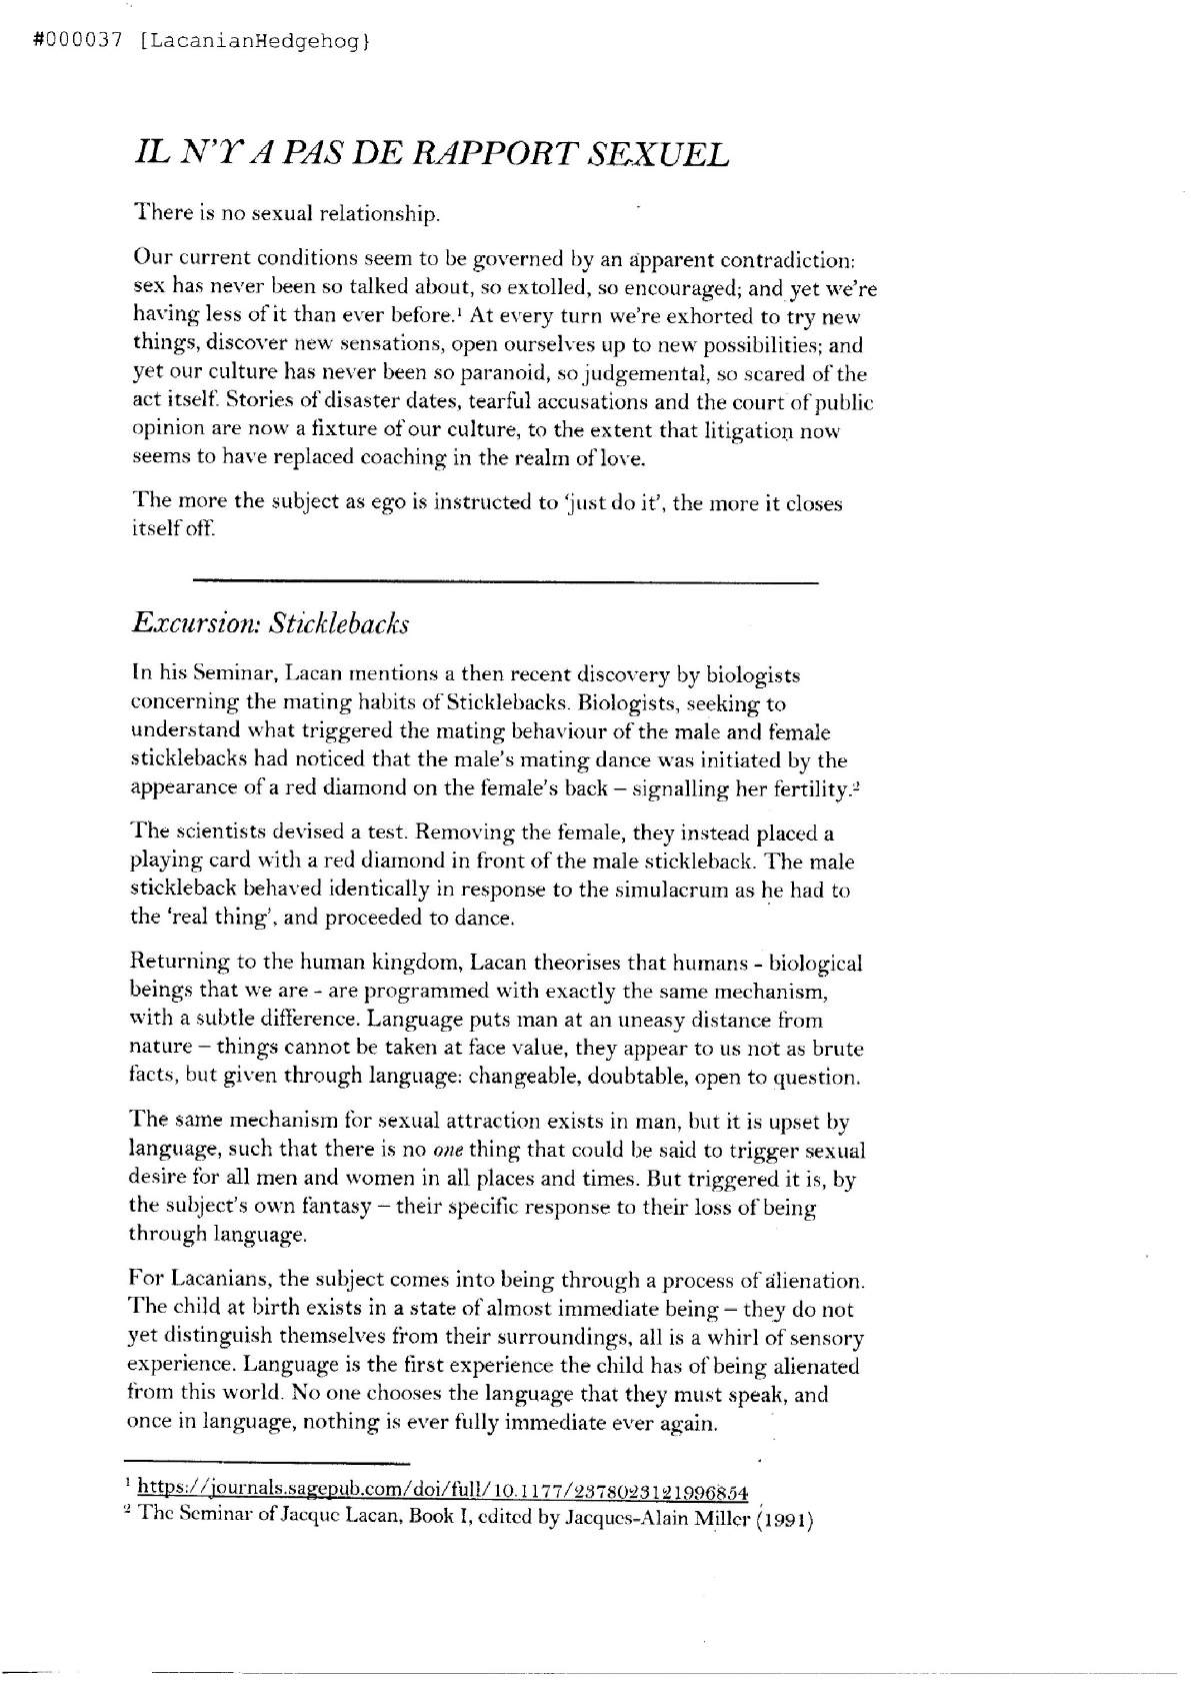 #000037 [LacanianHedgehog}
IL N'Y A PAS DE RAPPORT SEXUEL
There is no sexual relationship.
Our current conditions seem to be governed by an apparent contradiction:
sex has never been so talked about, so extolled, so encouraged; and yet we're
having less of it than ever before.¹ At every turn we're exhorted to try new
things, discover new sensations, open ourselves up to new possibilities; and
yet our culture has never been so paranoid, so judgemental, so scared of the
act itself. Stories of disaster dates, tearful accusations and the court of public
opinion are now a fixture of our culture, to the extent that litigation now
seems to have replaced coaching in the realm of love.
The more the subject as ego is instructed to 'just do it', the more it closes
itself off.
Excursion: Sticklebacks
In his Seminar, Lacan mentions a then recent discovery by biologists
concerning the mating habits of Sticklebacks. Biologists, seeking to
understand what triggered the mating behaviour of the male and female
sticklebacks had noticed that the male's mating dance was initiated by the
appearance of a red diamond on the female's back – signalling her fertility.²
The scientists devised a test. Removing the female, they instead placed a
playing card with a red diamond in front of the male stickleback. The male
stickleback behaved identically in response to the simulacrum as he had to
the 'real thing', and proceeded to dance.
Returning to the human kingdom, Lacan theorises that humans - biological
beings that we are - are programmed with exactly the same mechanism,
with a subtle difference. Language puts man at an uneasy distance from
nature – things cannot be taken at face value, they appear to us not as brute
facts, but given through language: changeable, doubtable, open to question.
The same mechanism for sexual attraction exists in man, but it is upset by
language, such that there is no one thing that could be said to trigger sexual
desire for all men and women in all places and times. But triggered it is, by
the subject's own fantasy – their specific response to their loss of being
through language.
For Lacanians, the subject comes into being through a process of alienation.
The child at birth exists in a state of almost immediate being – they do not
yet distinguish themselves from their surroundings, all is a whirl of sensory
experience. Language is the first experience the child has of being alienated
from this world. No one chooses the language that they must speak, and
once in language, nothing is ever fully immediate ever again.
¹ https://journals.sagepub.com/doi/full/10.1177/2378023121996854
² The Seminar of Jacque Lacan, Book I, edited by Jacques-Alain Miller (1991)